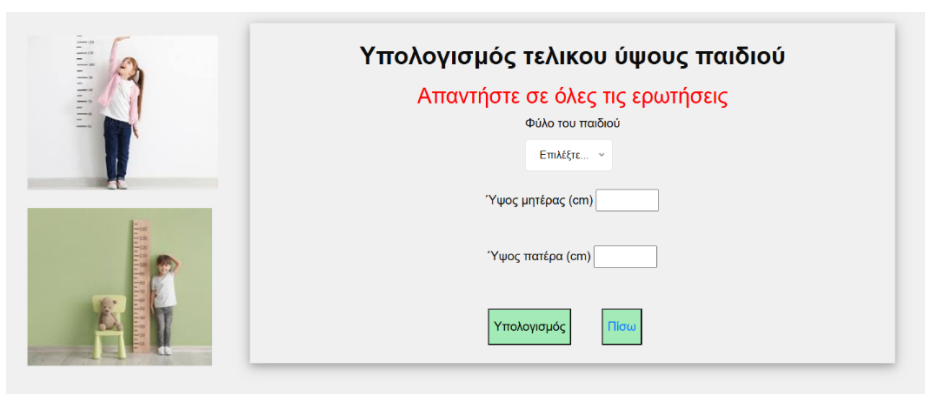 Υπολογισμός τελικου ύψους παιδιού
Απαντήστε σε όλες τις ερωτήσεις
Φύλο του παιδιού
Επιλέξτε...
Ύψος μητέρας (cm)
Ύψος πατέρα (cm)
Υπολογισμός Πίσω